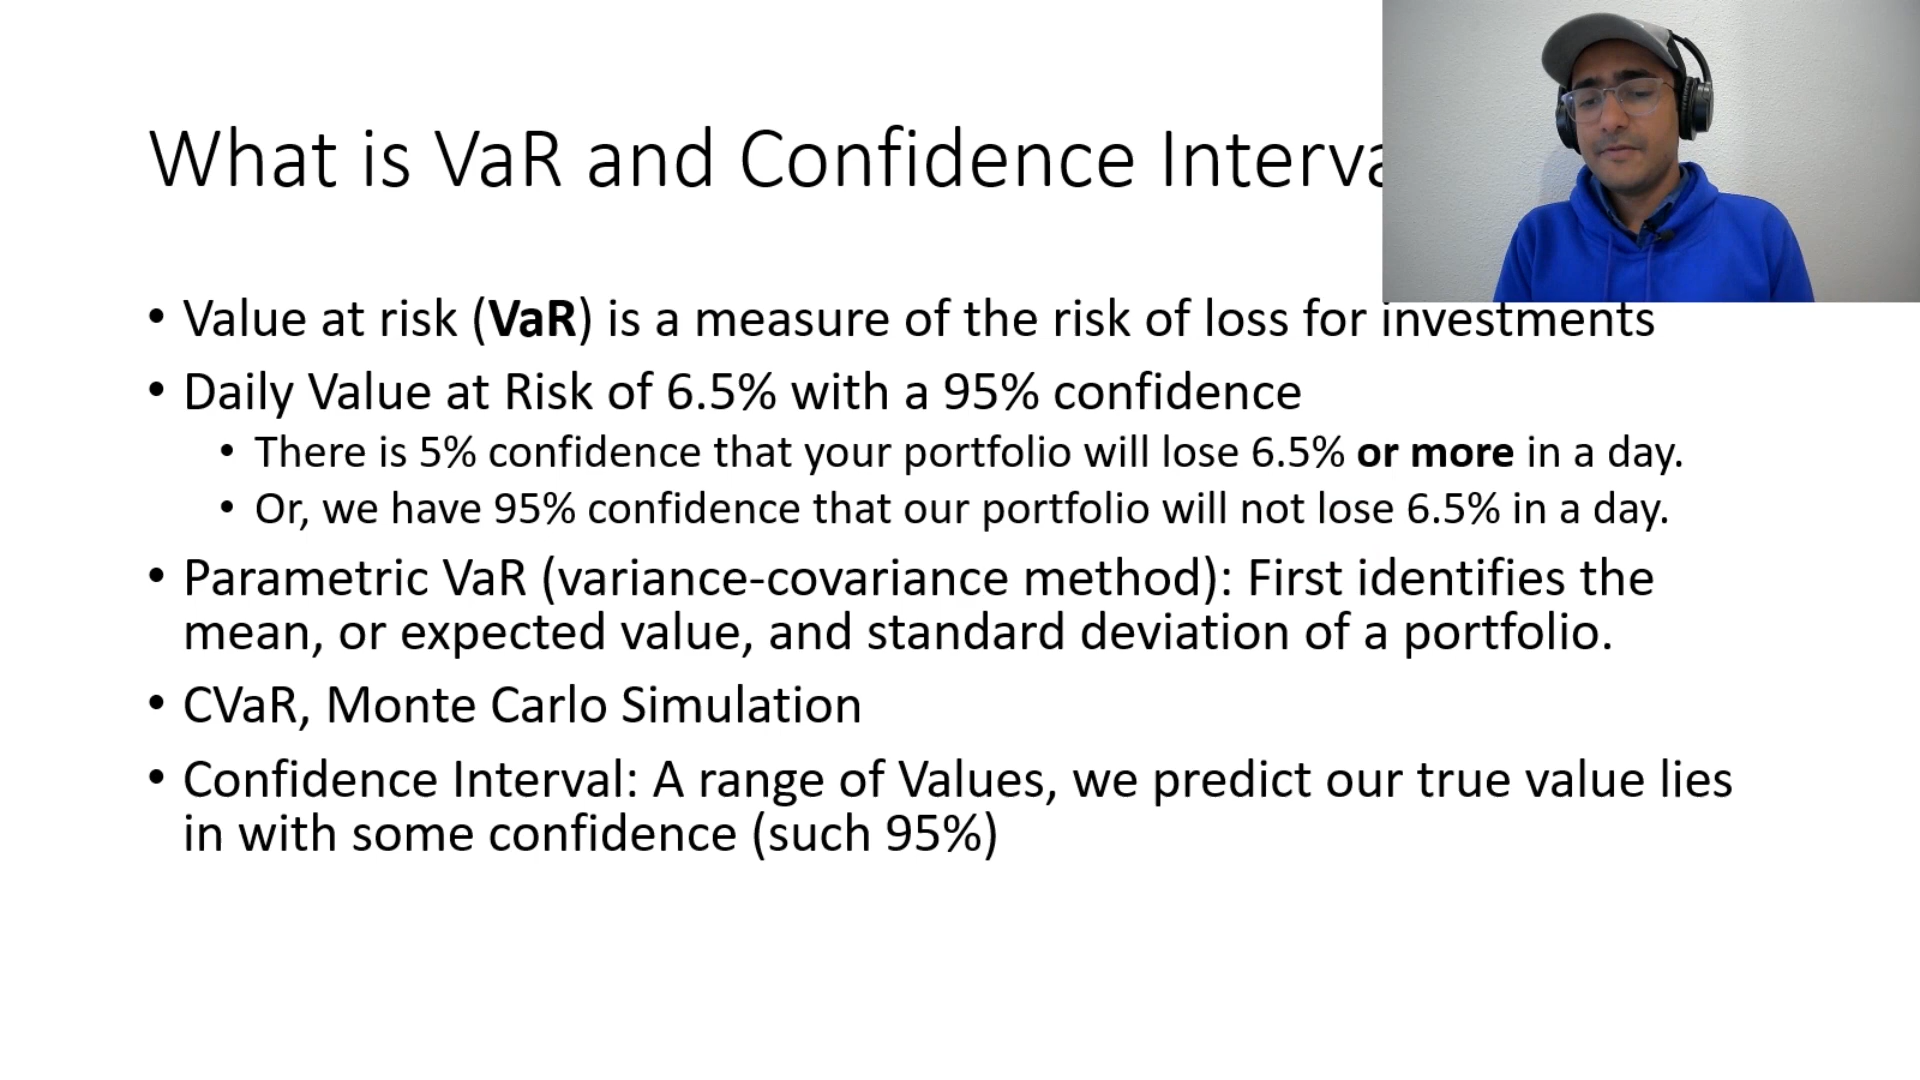 What is VaR and Confidence Interva
• Value at risk (VaR) is a measure of the risk of loss for investments
• Daily Value at Risk of 6.5% with a 95% confidence
• There is 5% confidence that your portfolio will lose 6.5% or more in a day.
• Or, we have 95% confidence that our portfolio will not lose 6.5% in a day.
• Parametric VaR (variance-covariance method): First identifies the
mean, or expected value, and standard deviation of a portfolio.
• CVaR, Monte Carlo Simulation
• Confidence Interval: A range of Values, we predict our true value lies
in with some confidence (such 95%)